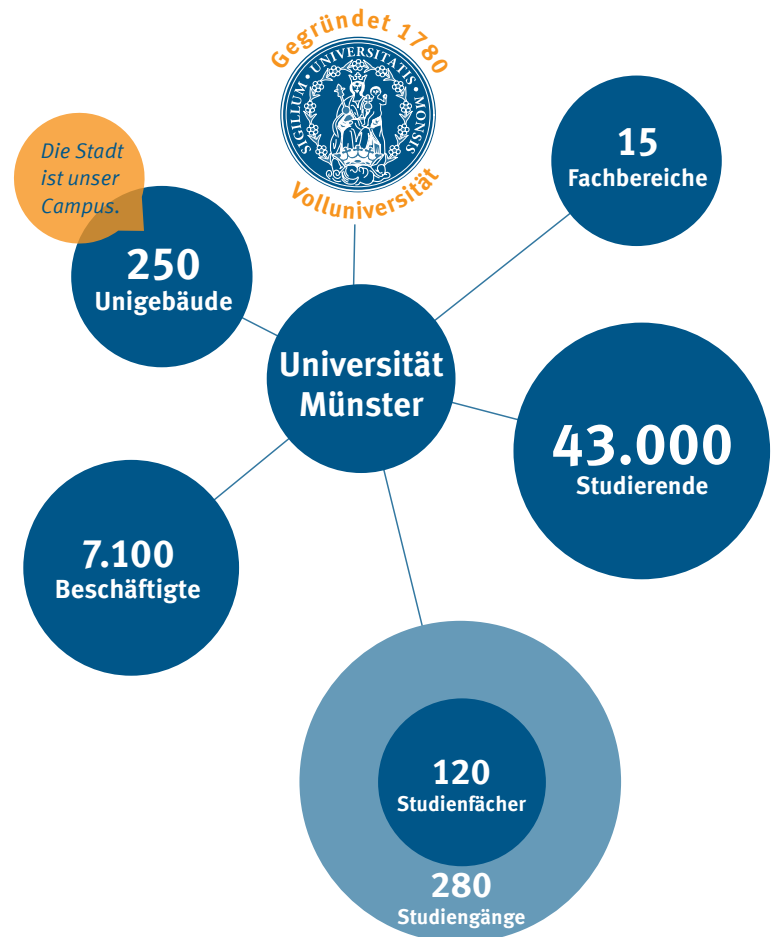 Gegründet 1780
SIGILLUM • UNIVERSITATIS • MONSIS
Volluniversität
15
Fachbereiche
Die Stadt
ist unser
Campus.
250
Unigebäude
Universität
Münster
43.000
Studierende
7.100
Beschäftigte
120
Studienfächer
280
Studiengänge